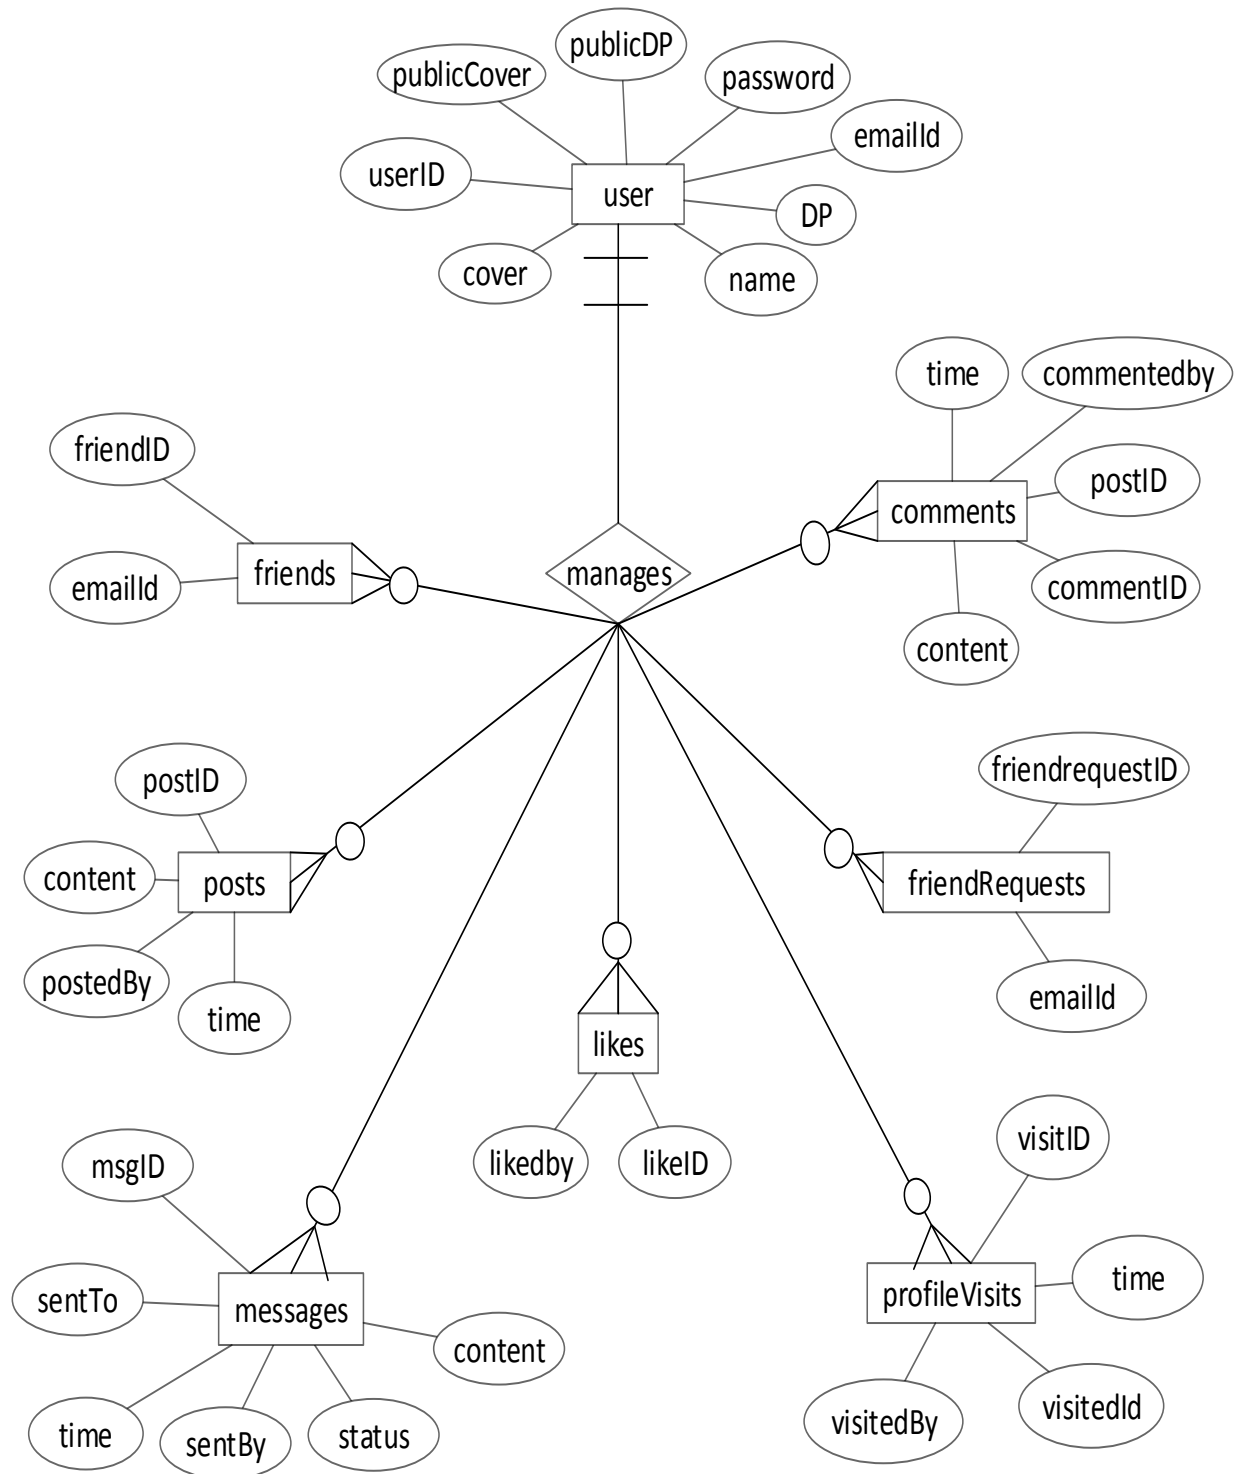 publicDP
publicCover
password
emailId
userID
user
DP
cover
name
time
commentedby
friendID
postID
comments
friends
manages
emailId
commentID
content
postID
friendrequestID
content
posts
friendRequests
postedBy
time
emailId
likes
msgID
likedby
likeID
visitID
sentTo
messages
time
profileVisits
content
time
sentBy
status
visitedBy
visitedId